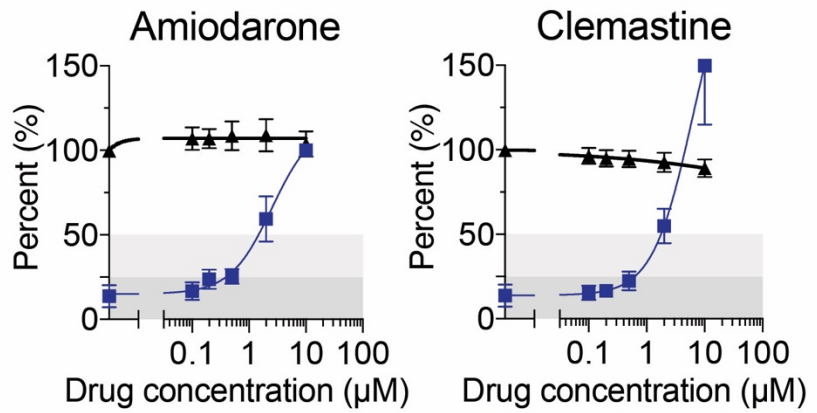 Amiodarone
Percent (%)
150
100
50
0
0.1 1 10 100
Drug concentration (µM)
Clemastine
Percent (%)
150
100
50
0
0.1 1 10 100
Drug concentration (µM)